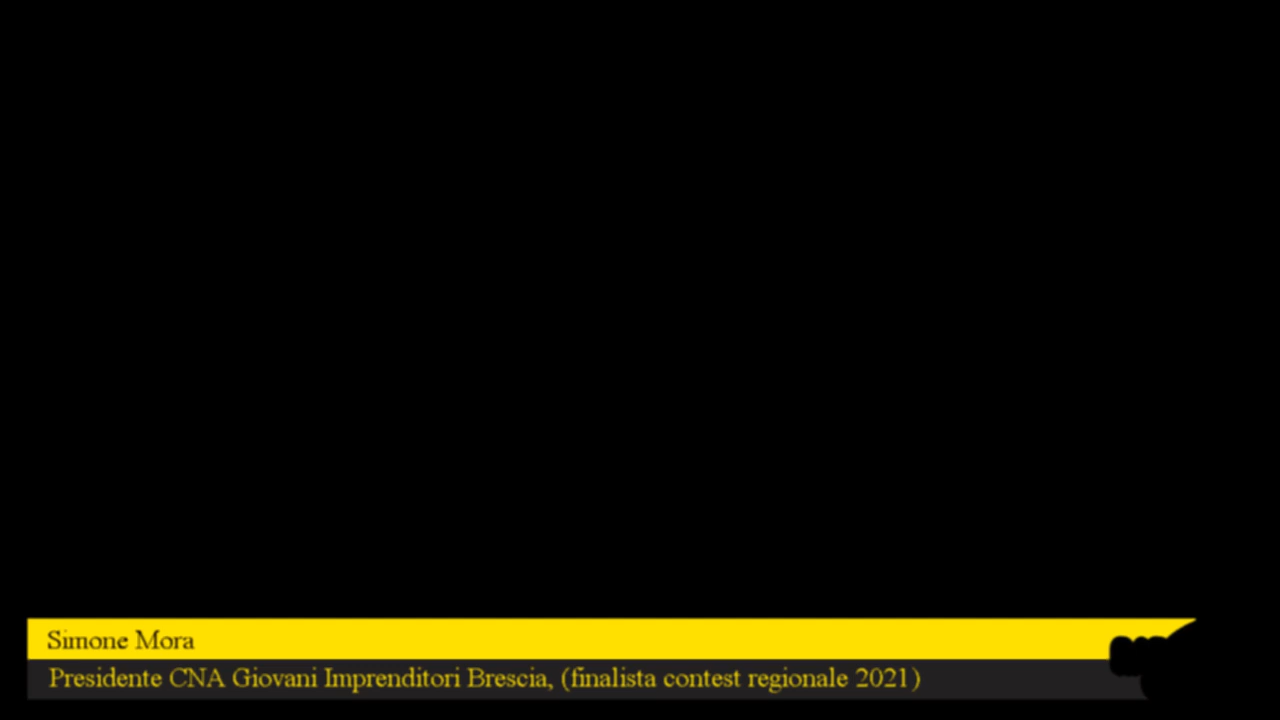 Simone Mora
Presidente CNA Giovani Imprenditori Brescia, (finalista contest regionale 2021)